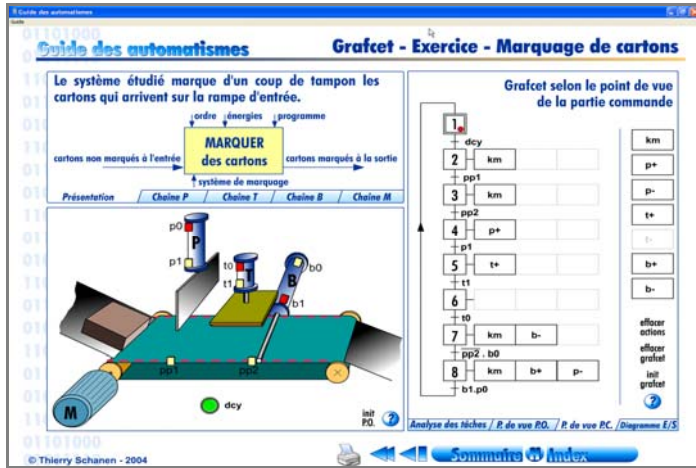 Guide des automatismes
Guide
Guide des automatismes
Grafcet - Exercice - Marquage de cartons
Le système étudié marque d'un coup de tampon les
cartons qui arrivent sur la rampe d'entrée.
ordre énergies programme
MARQUER
des cartons
cartons non marqués à l'entrée
cartons marqués à la sortie
système de marquage
Présentation / Chaîne P / Chaîne T / Chaîne B / Chaîne M
p0
P
p1
t0
T
t1
B
b0
b1
pp1
pp2
M
dcy
init
P.O.
?
Grafcet selon le point de vue
de la partie commande
1
dcy
2 km
pp1
3 km
pp2
4 p+
p1
5 t+
t1
6
t0
7 km b-
pp2 . b0
8 km b+ p-
b1.p0
km
p+
p-
t+
t-
b+
b-
effacer
actions
effacer
grafcet
init
grafcet
?
Analyse des tâches / P. de vue P.O. / P. de vue P.C. / Diagramme E/S
© Thierry Schanen - 2004
Sommaire
Index